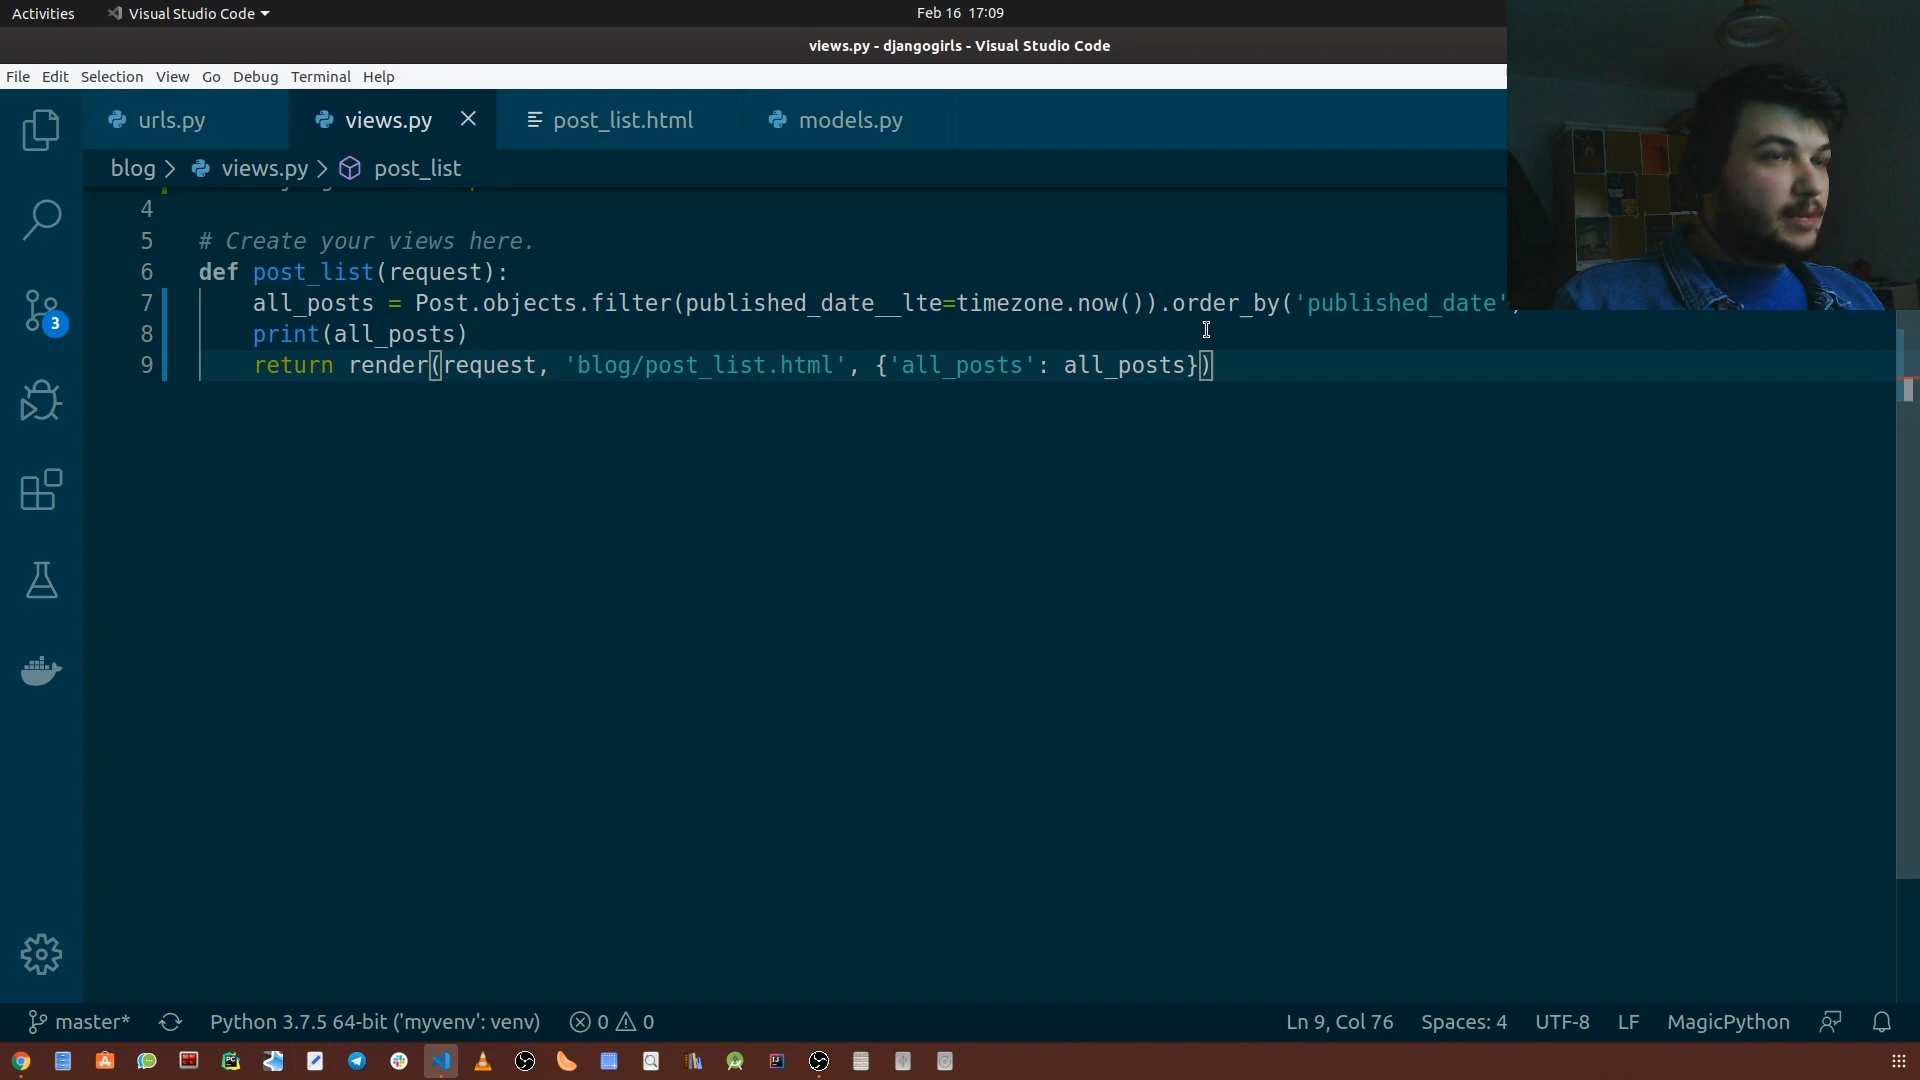 Activities Visual Studio Code Feb 16 17:09
views.py - djangogirls - Visual Studio Code
File Edit Selection View Go Debug Terminal Help
urls.py views.py post_list.html models.py
blog > views.py > post_list
4
5 # Create your views here.
6 def post_list(request):
7 all_posts = Post.objects.filter(published_date__lte=timezone.now()).order_by('published_date'
8 print(all_posts)
9 return render(request, 'blog/post_list.html', {'all_posts': all_posts})
3
master* Python 3.7.5 64-bit ('myvenv': venv) 0 0 Ln 9, Col 76 Spaces: 4 UTF-8 LF MagicPython